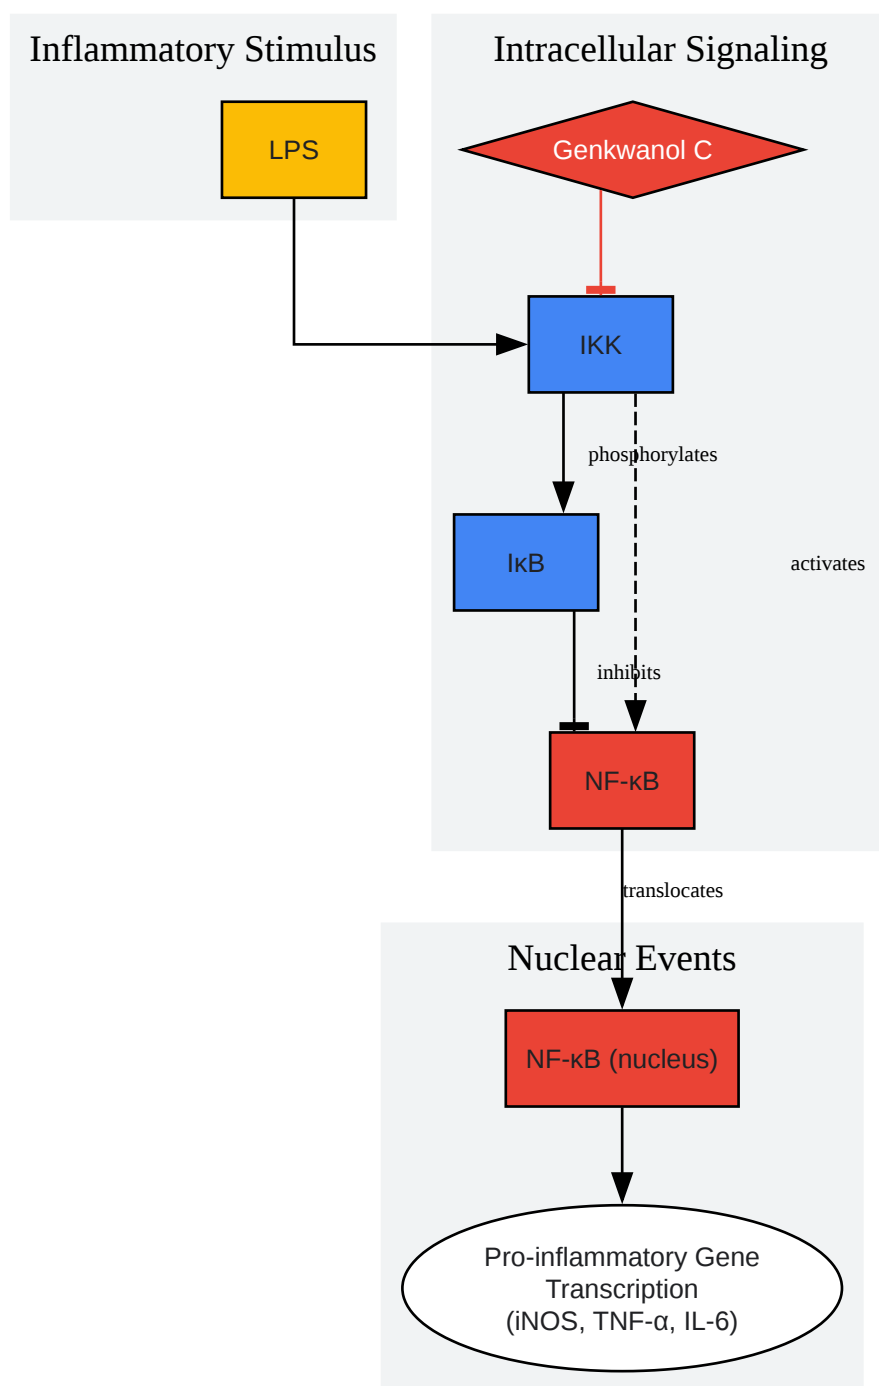 Inflammatory Stimulus
Intracellular Signaling
LPS
Genkwanol C
IKK
phosphorylates
IκB
activates
inhibits
NF-κB
translocates
Nuclear Events
NF-κB (nucleus)
Pro-inflammatory Gene
Transcription
(iNOS, TNF-α, IL-6)